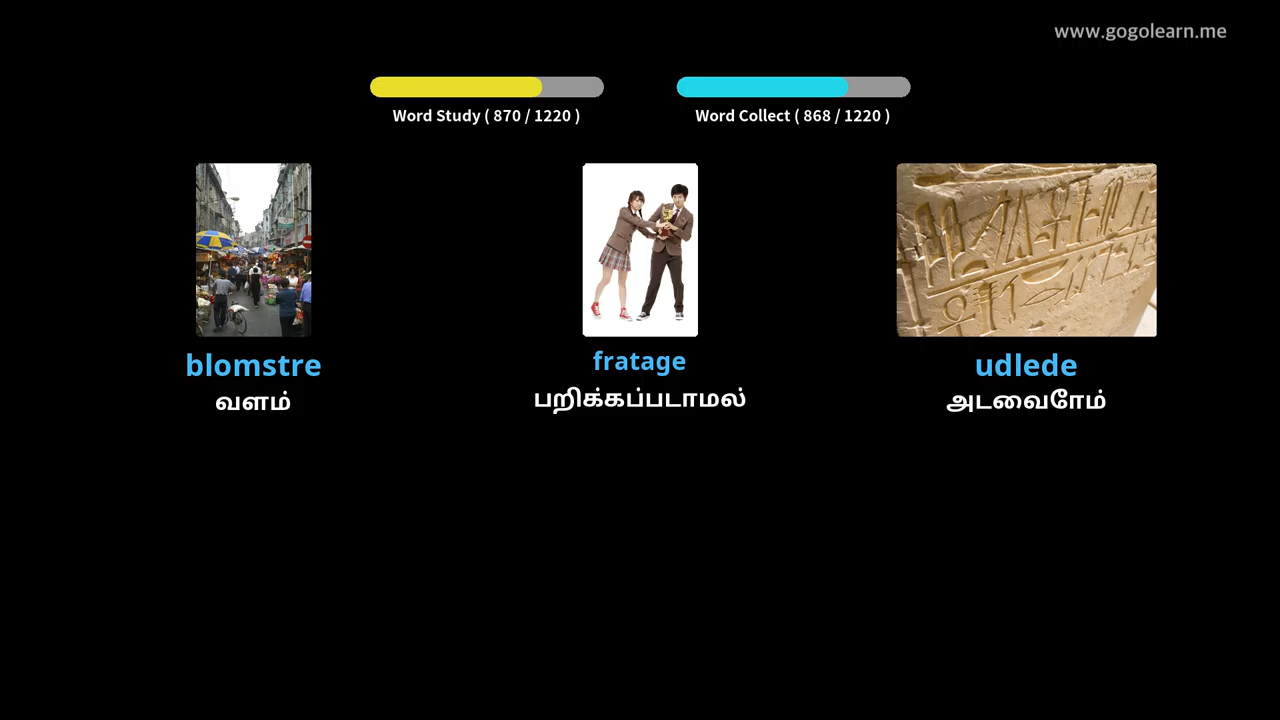 www.gogolearn.me
Word Study ( 870 / 1220 )
Word Collect ( 868 / 1220 )
blomstre
fratage
udlede
வளம்
பறிக்கப்படாமல்
அடவைரோம்